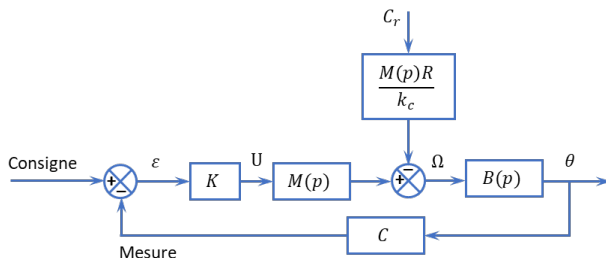 C_r
M(p)R
k_c
Consigne
+
−
ε
K
U
M(p)
+
−
Ω
B(p)
θ
C
Mesure